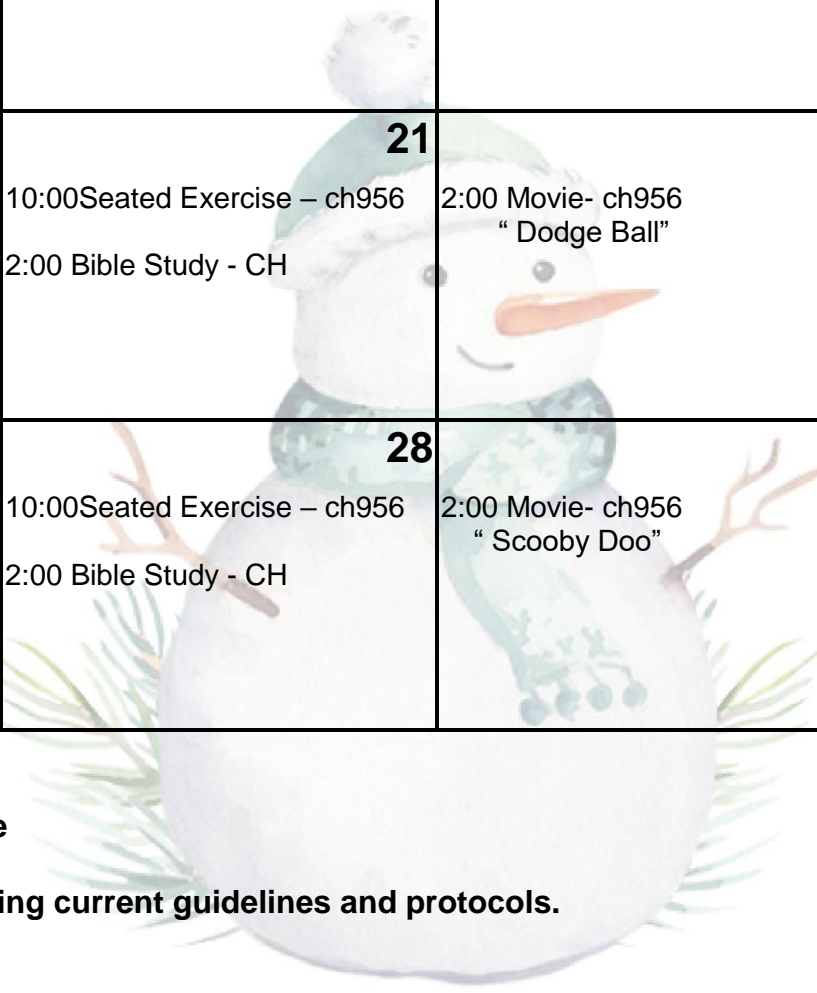 21
10:00Seated Exercise – ch956
2:00 Bible Study - CH
2:00 Movie- ch956
“ Dodge Ball”
28
10:00Seated Exercise – ch956
2:00 Bible Study - CH
2:00 Movie- ch956
“ Scooby Doo”
e
ing current guidelines and protocols.